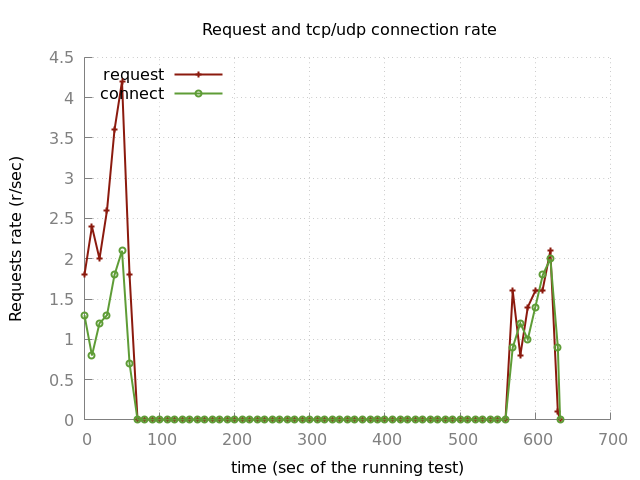 Request and tcp/udp connection rate
4.5
4
3.5
3
2.5
2
1.5
1
0.5
0
request
connect
Requests rate (r/sec)
0 100 200 300 400 500 600 700
time (sec of the running test)